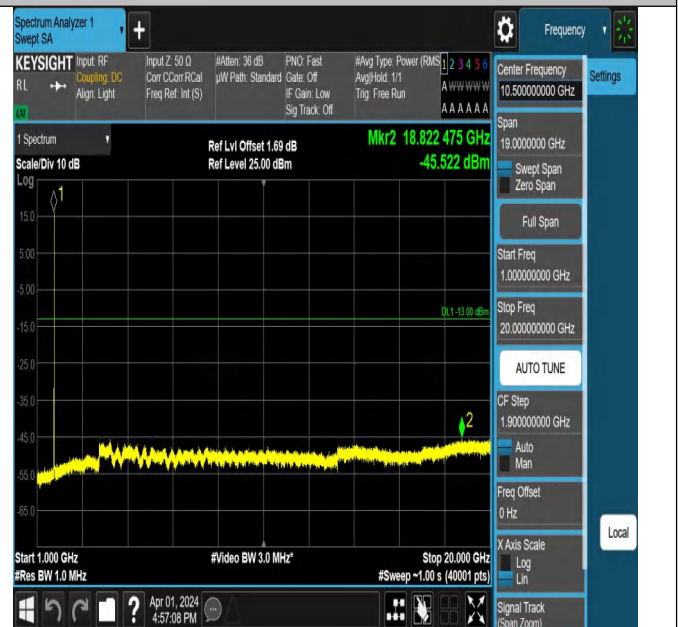 Spectrum Analyzer 1
Swept SA
+
Frequency
KEYSIGHT
RL
LXI
Input: RF
Coupling: DC
Align: Light
Input Z: 50 Ω
Corr CCorr RCal
Freq Ref: Int (S)
#Atten: 36 dB
µW Path: Standard
PNO: Fast
Gate: Off
IF Gain: Low
Sig Track: Off
#Avg Type: Power (RMS
Avg|Hold: 1/1
Trig: Free Run
1 2 3 4 5 6
A W W W W W
A A A A A A
1 Spectrum
Scale/Div 10 dB
Log
Ref Lvl Offset 1.69 dB
Ref Level 25.00 dBm
Mkr2 18.822 475 GHz
-45.522 dBm
1
15.0
5.00
-5.00
DL1 -13.00 dBm
-15.0
-25.0
-35.0
2
-45.0
-55.0
-65.0
Start 1.000 GHz
#Res BW 1.0 MHz
#Video BW 3.0 MHz*
Stop 20.000 GHz
#Sweep ~1.00 s (40001 pts)
?
Apr 01, 2024
4:57:08 PM
Center Frequency
10.500000000 GHz
Settings
Span
19.0000000 GHz
Swept Span
Zero Span
Full Span
Start Freq
1.000000000 GHz
Stop Freq
20.000000000 GHz
AUTO TUNE
CF Step
1.900000000 GHz
Auto
Man
Freq Offset
0 Hz
Local
X Axis Scale
Log
Lin
Signal Track
(Span Zoom)